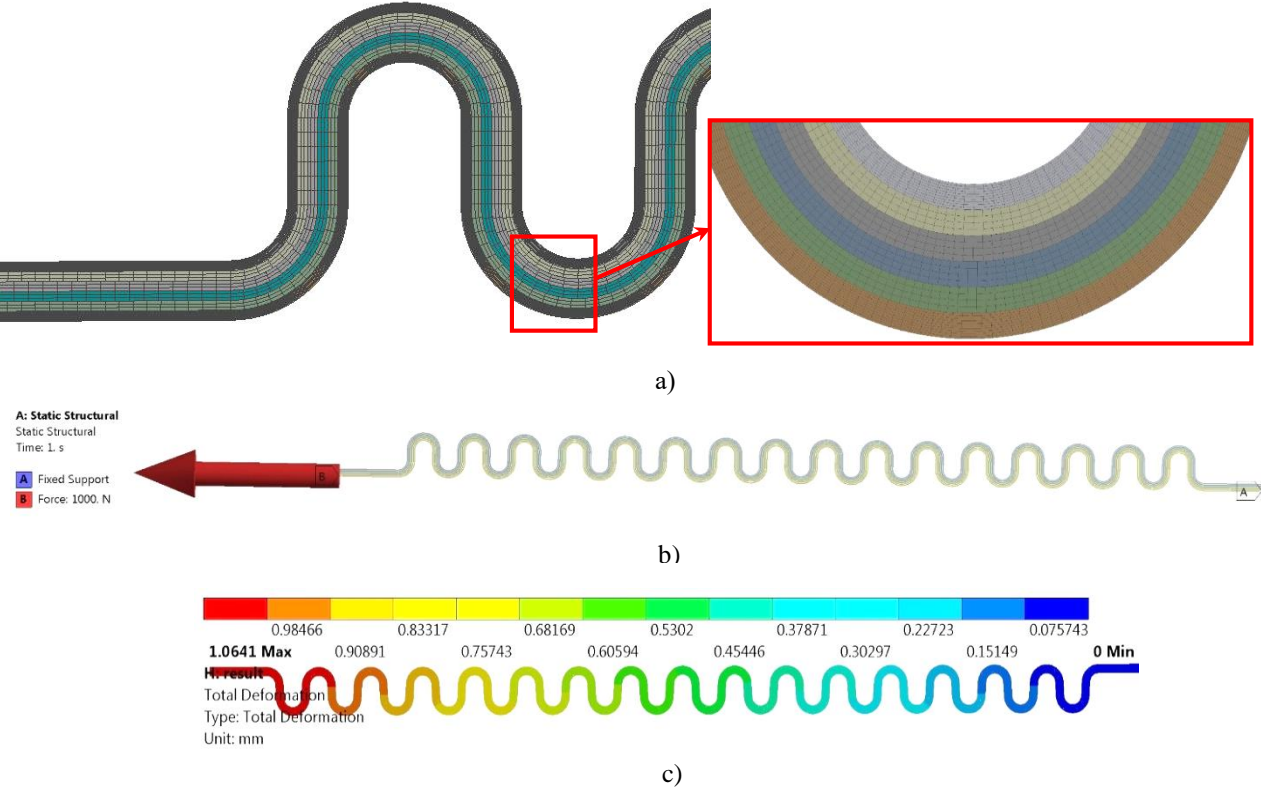 a)
A: Static Structural
Static Structural
Time: 1. s
A Fixed Support
B Force: 1000. N
B
A
b)
0.98466 0.83317 0.68169 0.5302 0.37871 0.22723 0.075743
1.0641 Max 0.90891 0.75743 0.60594 0.45446 0.30297 0.15149 0 Min
H: result
Total Deformation
Type: Total Deformation
Unit: mm
c)